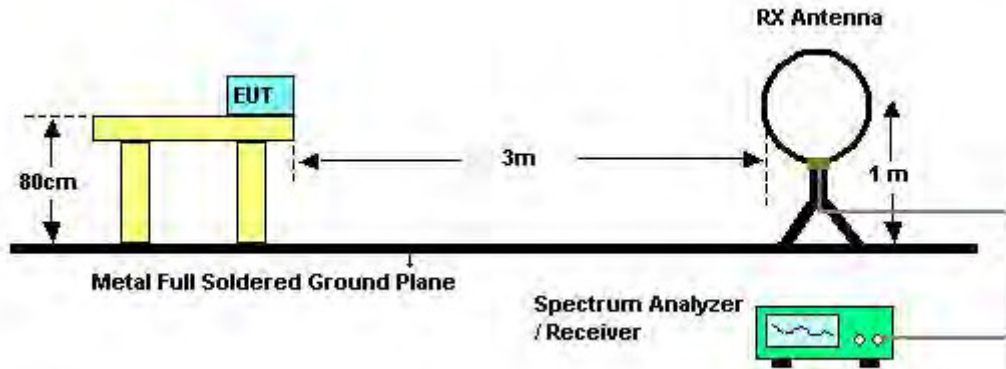 RX Antenna
EUT
80cm
3m
1 m
Metal Full Soldered Ground Plane
Spectrum Analyzer
/ Receiver